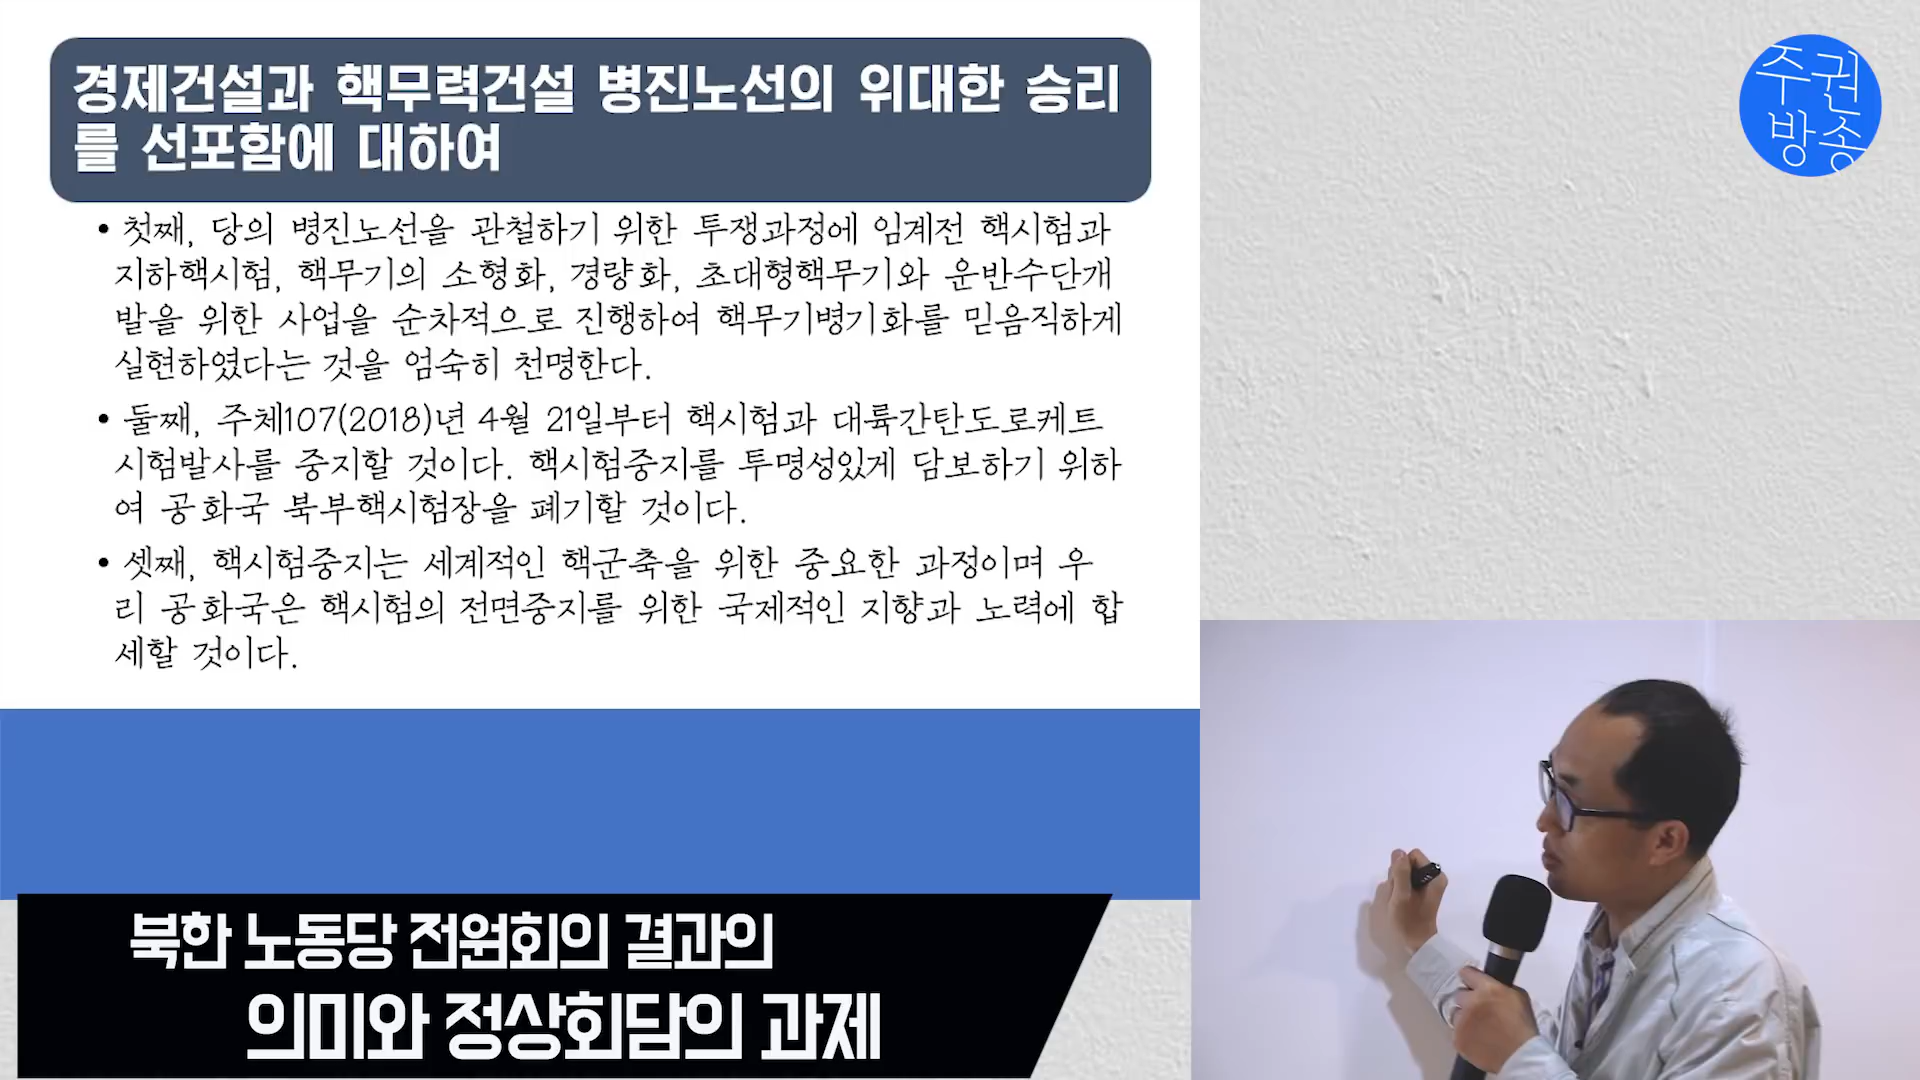 경제건설과 핵무력건설 병진노선의 위대한 승리
를 선포함에 대하여
• 첫째, 당의 병진노선을 관철하기 위한 투쟁과정에 임계전 핵시험과
지하핵시험, 핵무기의 소형화, 경량화, 초대형핵무기와 운반수단개
발을 위한 사업을 순차적으로 진행하여 핵무기병기화를 믿음직하게
실현하였다는 것을 엄숙히 천명한다.
• 둘째, 주체107(2018)년 4월 21일부터 핵시험과 대륙간탄도로케트
시험발사를 중지할 것이다. 핵시험중지를 투명성있게 담보하기 위하
여 공화국 북부핵시험장을 폐기할 것이다.
• 셋째, 핵시험중지는 세계적인 핵군축을 위한 중요한 과정이며 우
리 공화국은 핵시험의 전면중지를 위한 국제적인 지향과 노력에 합
세할 것이다.
주권
방송
북한 노동당 전원회의 결과의
의미와 정상회담의 과제